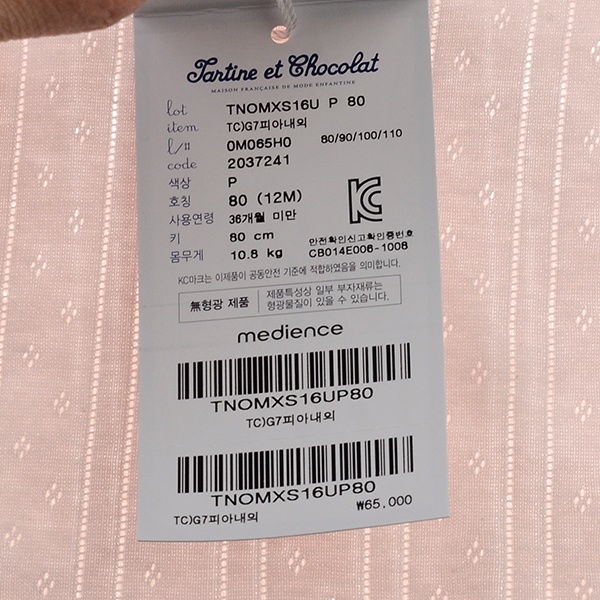 Tartine et Chocolat
MAISON FRANÇAISE DE MODE ENFANTINE
lot TNOMXS16U P 80
item TC)G7피아내의
l/# 0M065H0 80/90/100/110
code 2037241
색상 P
호칭 80 (12M)
사용연령 36개월 미만
키 80 cm
몸무게 10.8 kg
안전확인신고확인증번호
CB014E006-1008
KC마크는 이제품이 공동안전 기준에 적합하였음을 의미합니다.
無형광 제품 제품특성상 일부 부자재류는
형광물질이 있을 수 있습니다.
medience
TNOMXS16UP80
TC)G7피아내의
TNOMXS16UP80
TC)G7피아내의 ₩65,000